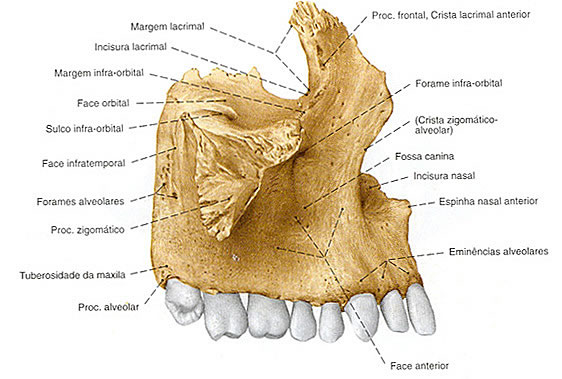 Margem lacrimal
Incisura lacrimal
Margem infra-orbital
Face orbital
Sulco infra-orbital
Face infratemporal
Forames alveolares
Proc. zigomático
Tuberosidade da maxila
Proc. alveolar
Proc. frontal, Crista lacrimal anterior
Forame infra-orbital
(Crista zigomático-
alveolar)
Fossa canina
Incisura nasal
Espinha nasal anterior
Eminências alveolares
Face anterior